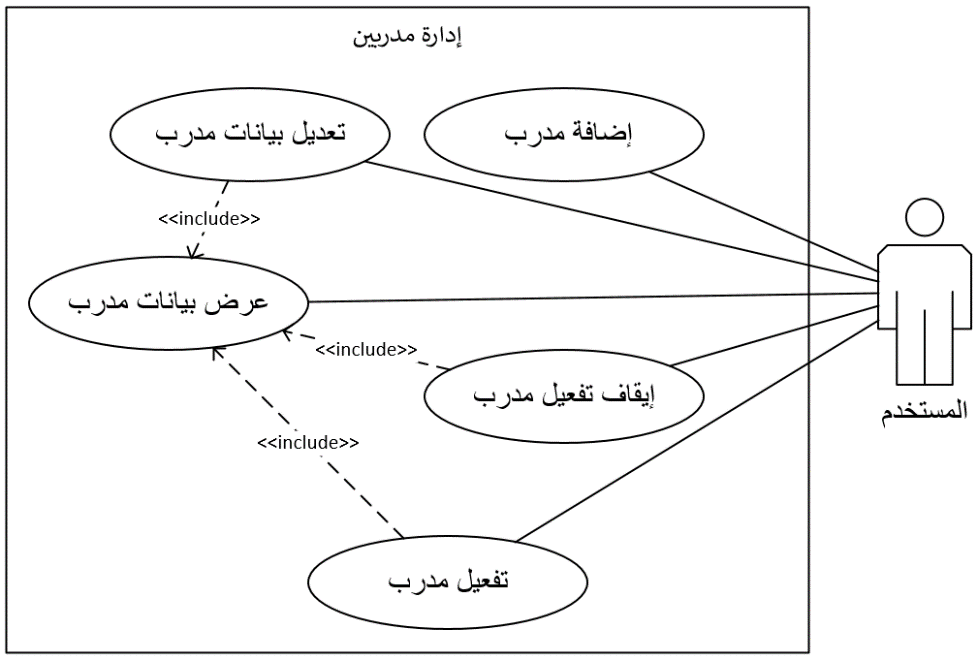 إدارة مدربين
إضافة مدرب
تعديل بيانات مدرب
<<include>>
عرض بيانات مدرب
<<include>>
إيقاف تفعيل مدرب
المستخدم
<<include>>
تفعيل مدرب